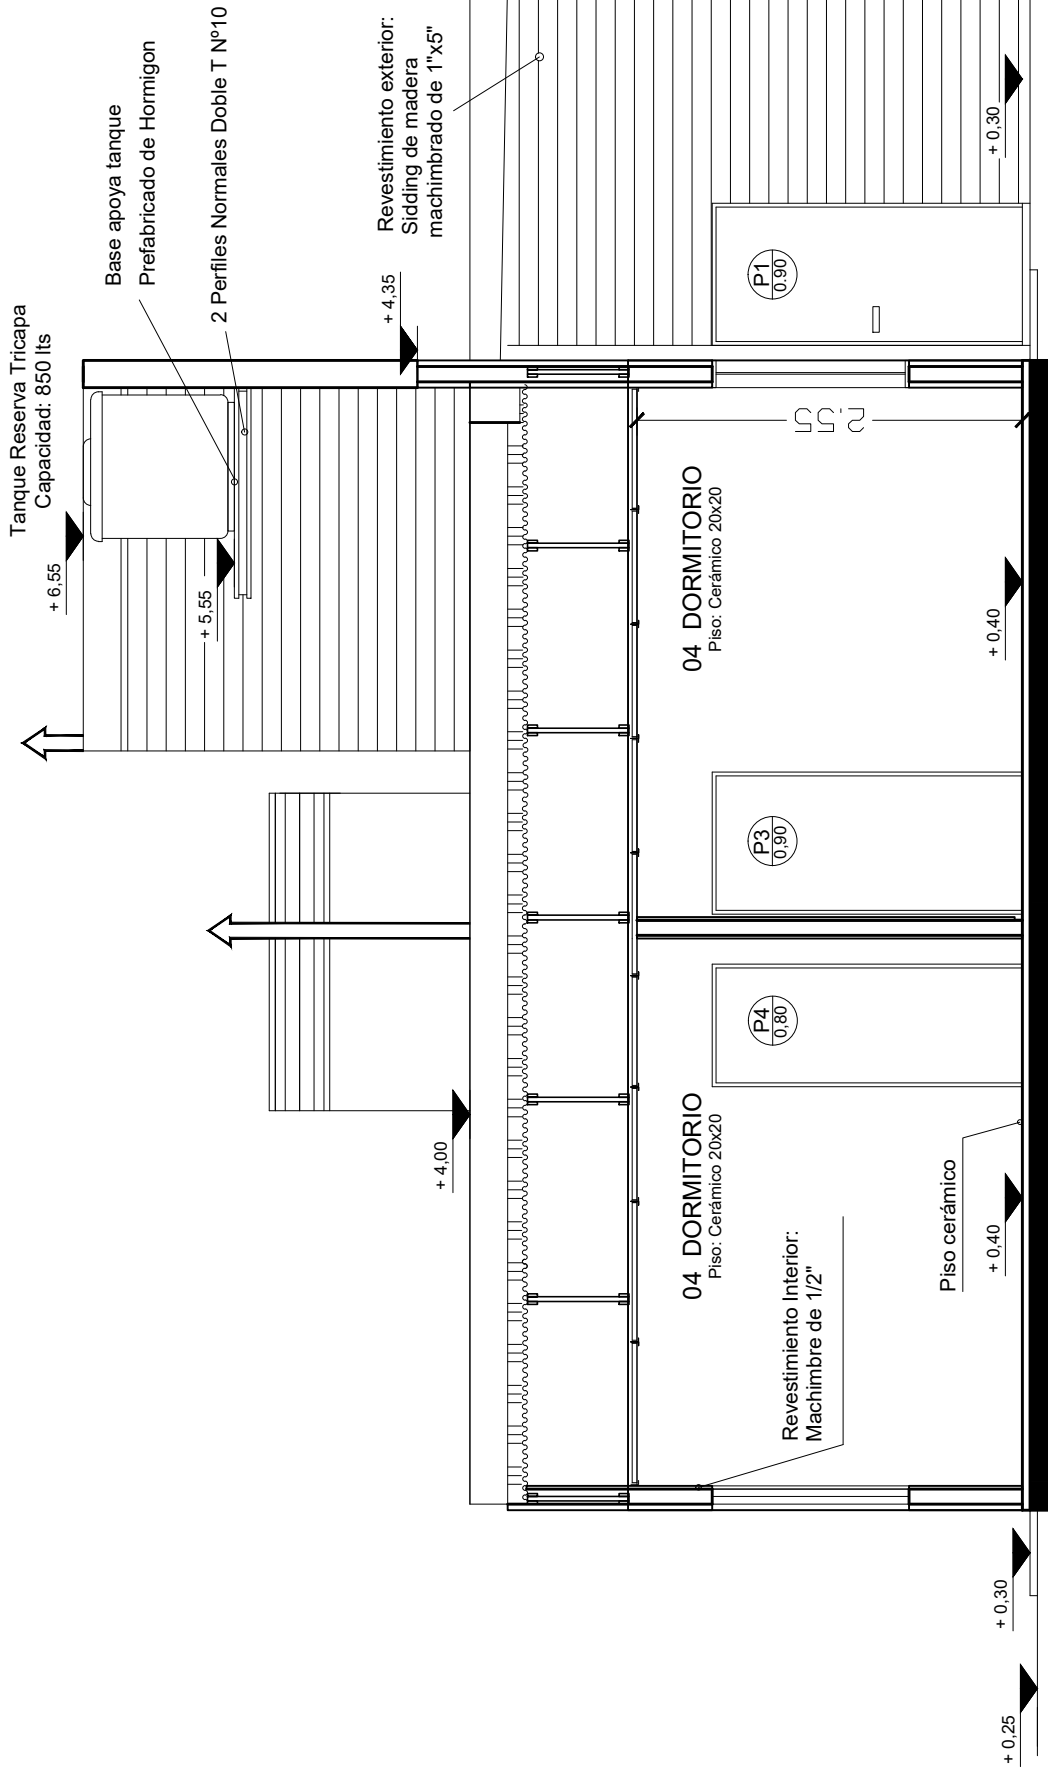 Tanque Reserva Tricapa
Capacidad: 850 lts
+ 6,55
+ 5,55
Base apoya tanque
Prefabricado de Hormigon
2 Perfiles Normales Doble T Nº10
+ 4,35
Revestimiento exterior:
Sidding de madera
machimbrado de 1"x5"
+ 4,00
04 DORMITORIO
Piso: Cerámico 20x20
04 DORMITORIO
Piso: Cerámico 20x20
2.55
Revestimiento Interior:
Machimbre de 1/2"
P4
0,80
P3
0,90
P1
0.90
Piso cerámico
+ 0,25
+ 0,30
+ 0,40
+ 0,40
+ 0,30